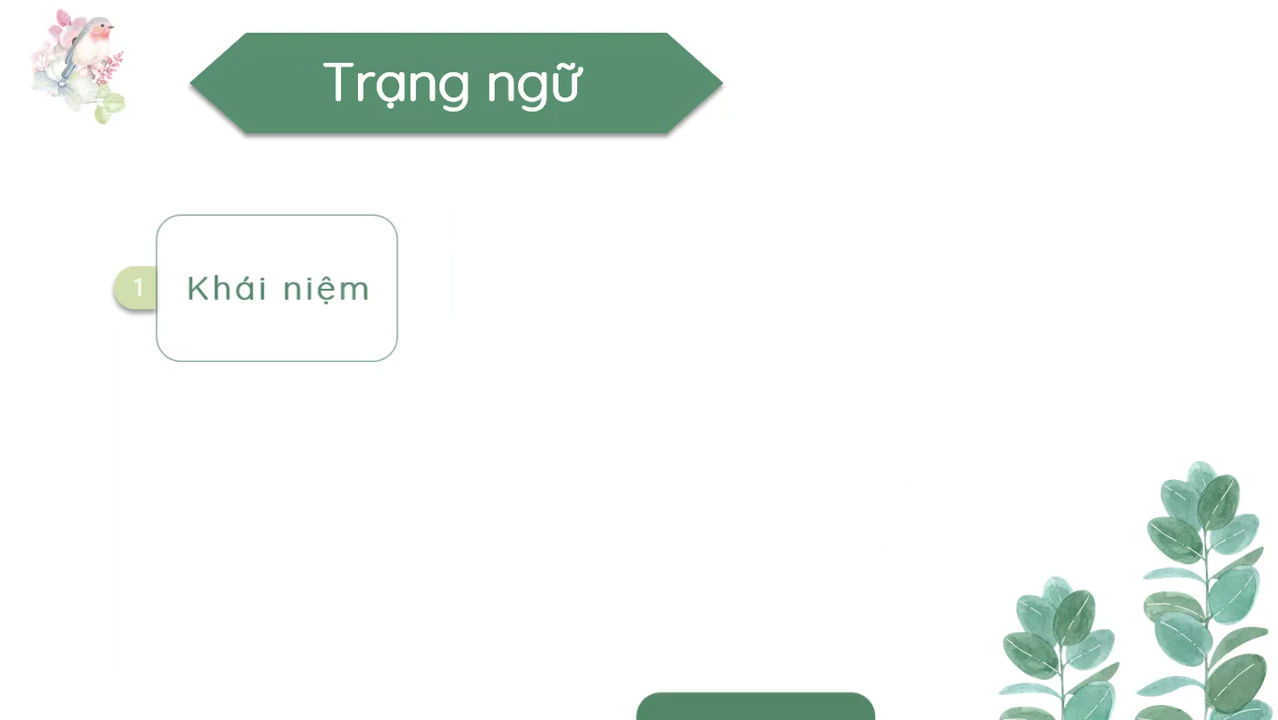 Trạng ngữ
1
Khái niệm